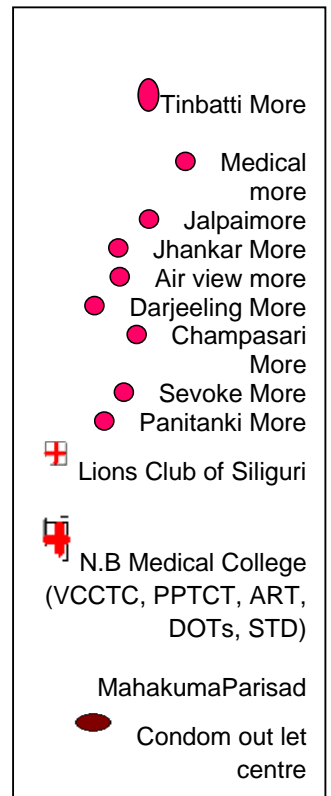 Tinbatti More
Medical
more
Jalpaimore
Jhankar More
Air view more
Darjeeling More
Champasari
More
Sevoke More
Panitanki More
Lions Club of Siliguri
N.B Medical College
(VCCTC, PPTCT, ART,
DOTs, STD)
MahakumaParisad
Condom out let
centre